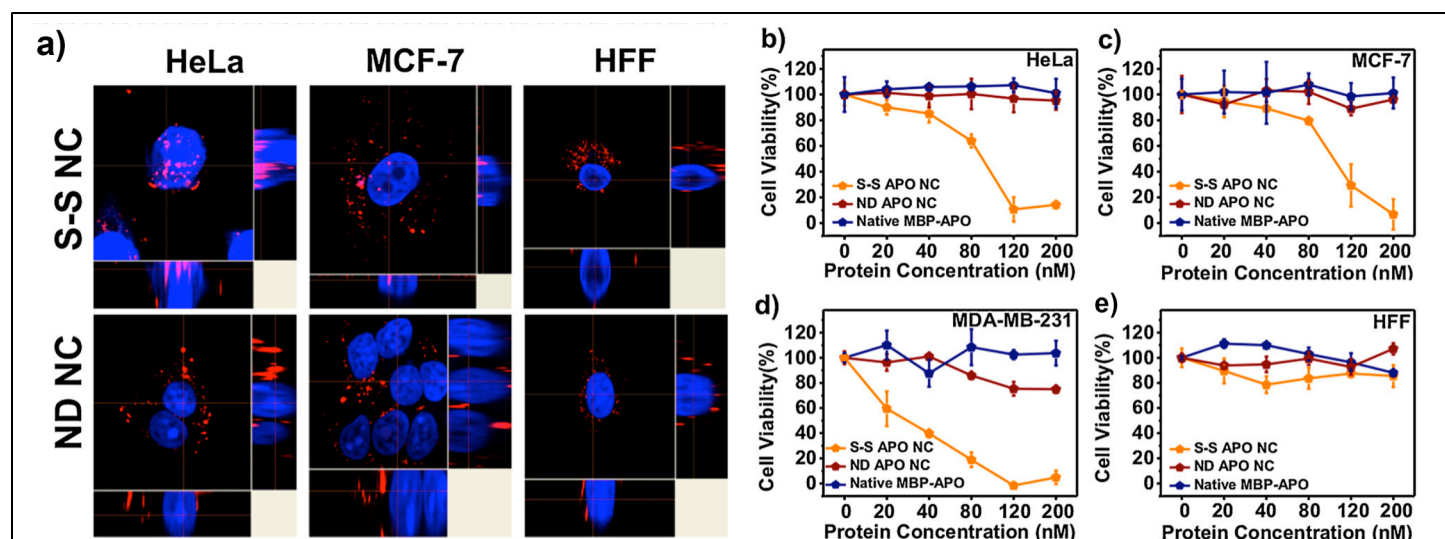 a)
HeLa
MCF-7
HFF
S-S NC
ND NC
b)
HeLa
Cell Viability(%)
120
100
80
60
40
20
0
S-S APO NC
ND APO NC
Native MBP-APO
0 20 40 80 120 200
Protein Concentration (nM)
c)
MCF-7
Cell Viability(%)
120
100
80
60
40
20
0
S-S APO NC
ND APO NC
Native MBP-APO
0 20 40 80 120 200
Protein Concentration (nM)
d)
MDA-MB-231
Cell Viability(%)
120
100
80
60
40
20
0
S-S APO NC
ND APO NC
Native MBP-APO
0 20 40 80 120 200
Protein Concentration (nM)
e)
HFF
Cell Viability(%)
120
100
80
60
40
20
0
S-S APO NC
ND APO NC
Native MBP-APO
0 20 40 80 120 200
Protein Concentration (nM)